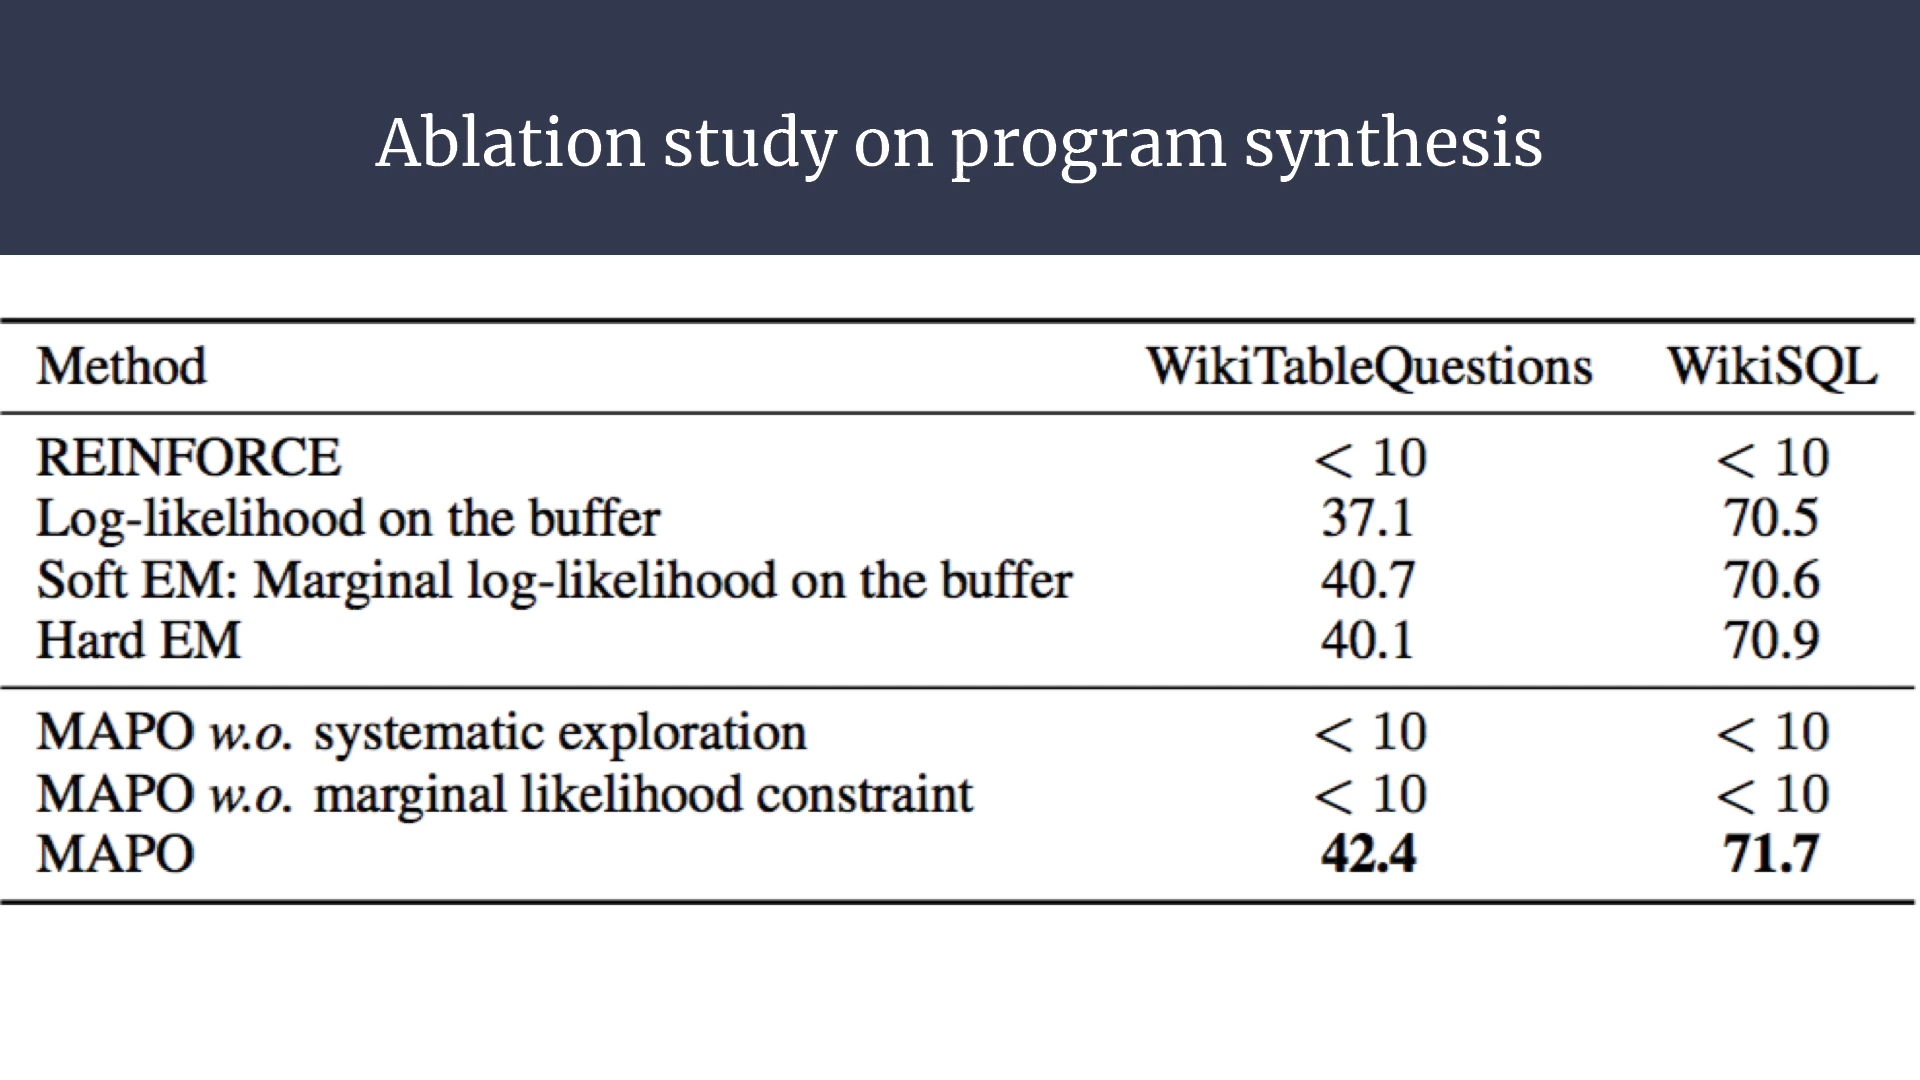 Ablation study on program synthesis
Method WikiTableQuestions WikiSQL
REINFORCE < 10 < 10
Log-likelihood on the buffer 37.1 70.5
Soft EM: Marginal log-likelihood on the buffer 40.7 70.6
Hard EM 40.1 70.9
MAPO w.o. systematic exploration < 10 < 10
MAPO w.o. marginal likelihood constraint < 10 < 10
MAPO 42.4 71.7